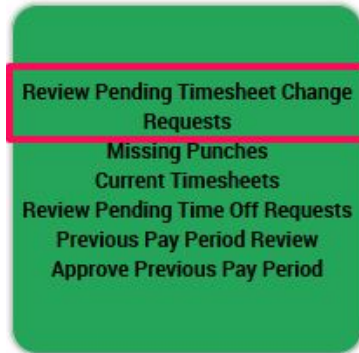 Review Pending Timesheet Change
Requests
Missing Punches
Current Timesheets
Review Pending Time Off Requests
Previous Pay Period Review
Approve Previous Pay Period